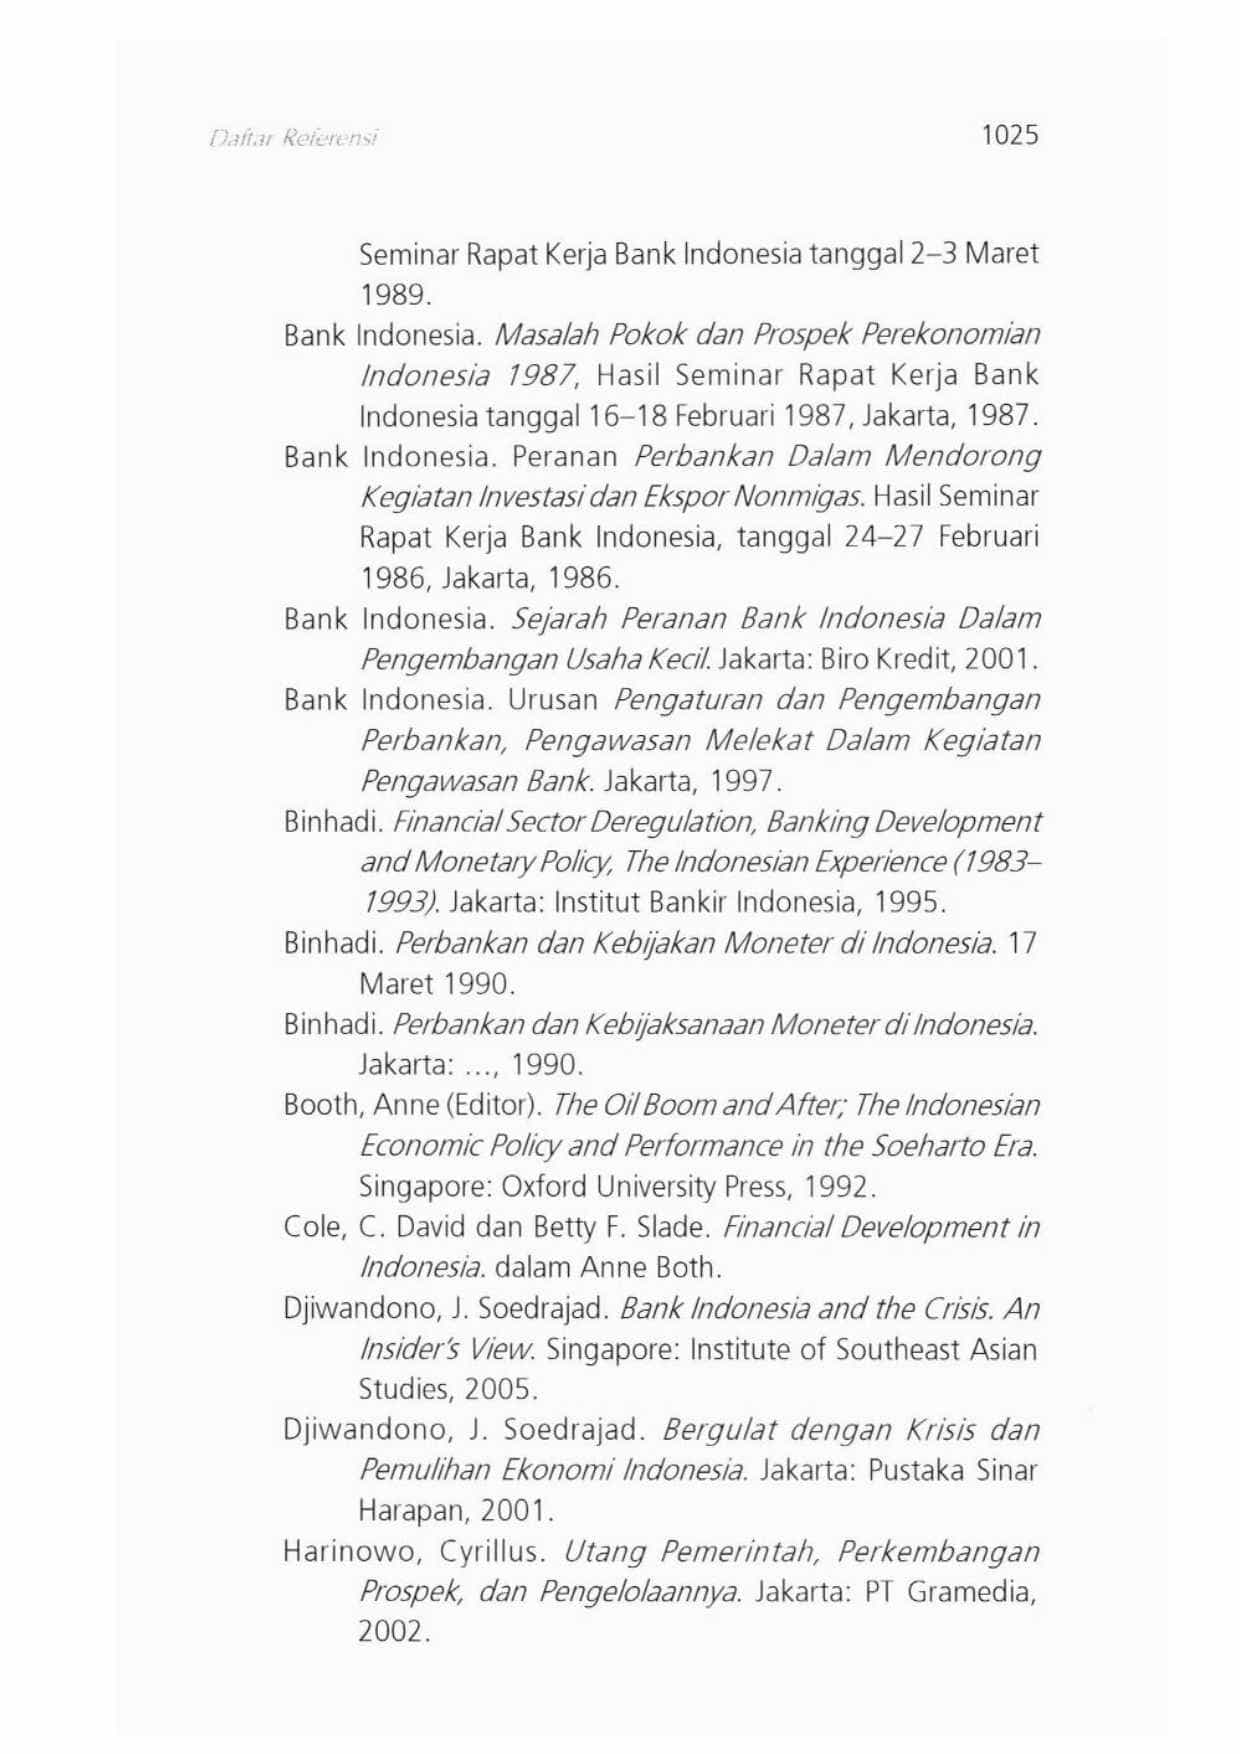 Daftar Referensi 1025
Seminar Rapat Kerja Bank Indonesia tanggal 2–3 Maret
1989.
Bank Indonesia. Masalah Pokok dan Prospek Perekonomian
Indonesia 1987, Hasil Seminar Rapat Kerja Bank
Indonesia tanggal 16–18 Februari 1987, Jakarta, 1987.
Bank Indonesia. Peranan Perbankan Dalam Mendorong
Kegiatan Investasi dan Ekspor Nonmigas. Hasil Seminar
Rapat Kerja Bank Indonesia, tanggal 24–27 Februari
1986, Jakarta, 1986.
Bank Indonesia. Sejarah Peranan Bank Indonesia Dalam
Pengembangan Usaha Kecil. Jakarta: Biro Kredit, 2001.
Bank Indonesia. Urusan Pengaturan dan Pengembangan
Perbankan, Pengawasan Melekat Dalam Kegiatan
Pengawasan Bank. Jakarta, 1997.
Binhadi. Financial Sector Deregulation, Banking Development
and Monetary Policy, The Indonesian Experience (1983–
1993). Jakarta: Institut Bankir Indonesia, 1995.
Binhadi. Perbankan dan Kebijakan Moneter di Indonesia. 17
Maret 1990.
Binhadi. Perbankan dan Kebijaksanaan Moneter di Indonesia.
Jakarta: ..., 1990.
Booth, Anne (Editor). The Oil Boom and After; The Indonesian
Economic Policy and Performance in the Soeharto Era.
Singapore: Oxford University Press, 1992.
Cole, C. David dan Betty F. Slade. Financial Development in
Indonesia. dalam Anne Both.
Djiwandono, J. Soedrajad. Bank Indonesia and the Crisis. An
Insider's View. Singapore: Institute of Southeast Asian
Studies, 2005.
Djiwandono, J. Soedrajad. Bergulat dengan Krisis dan
Pemulihan Ekonomi Indonesia. Jakarta: Pustaka Sinar
Harapan, 2001.
Harinowo, Cyrillus. Utang Pemerintah, Perkembangan
Prospek, dan Pengelolaannya. Jakarta: PT Gramedia,
2002.